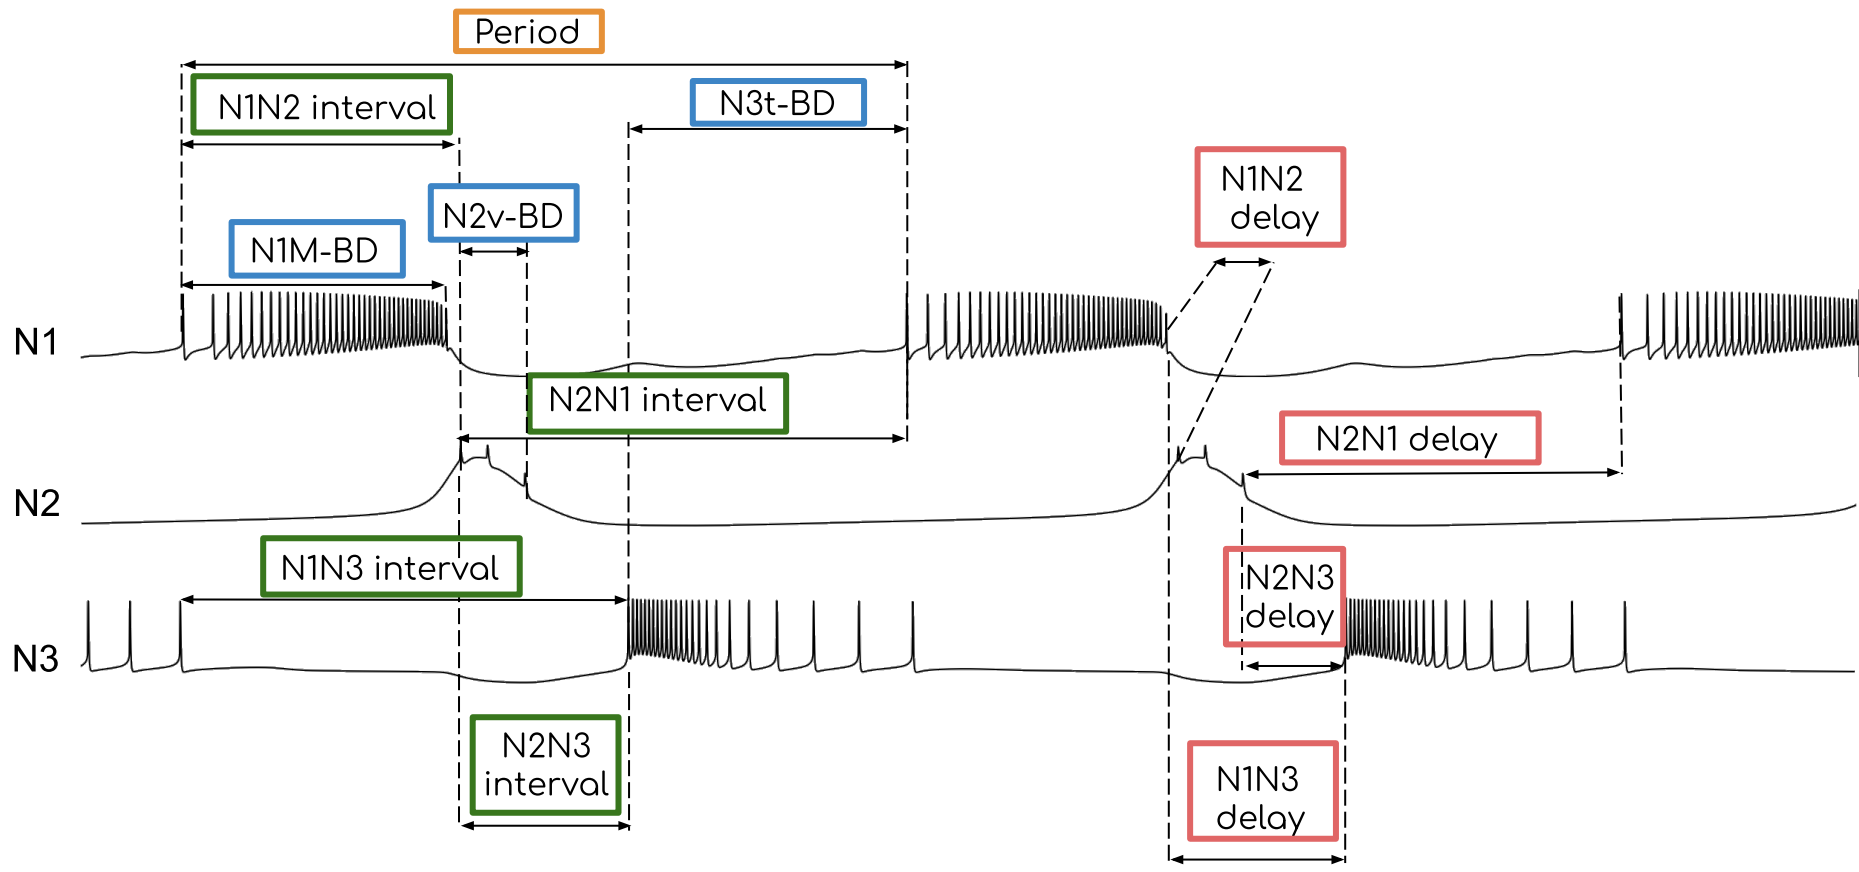 Period
N1N2 interval
N3t-BD
N1N2
delay
N2v-BD
N1M-BD
N1
N2N1 interval
N2N1 delay
N2
N1N3 interval
N2N3
delay
N3
N2N3
interval
N1N3
delay